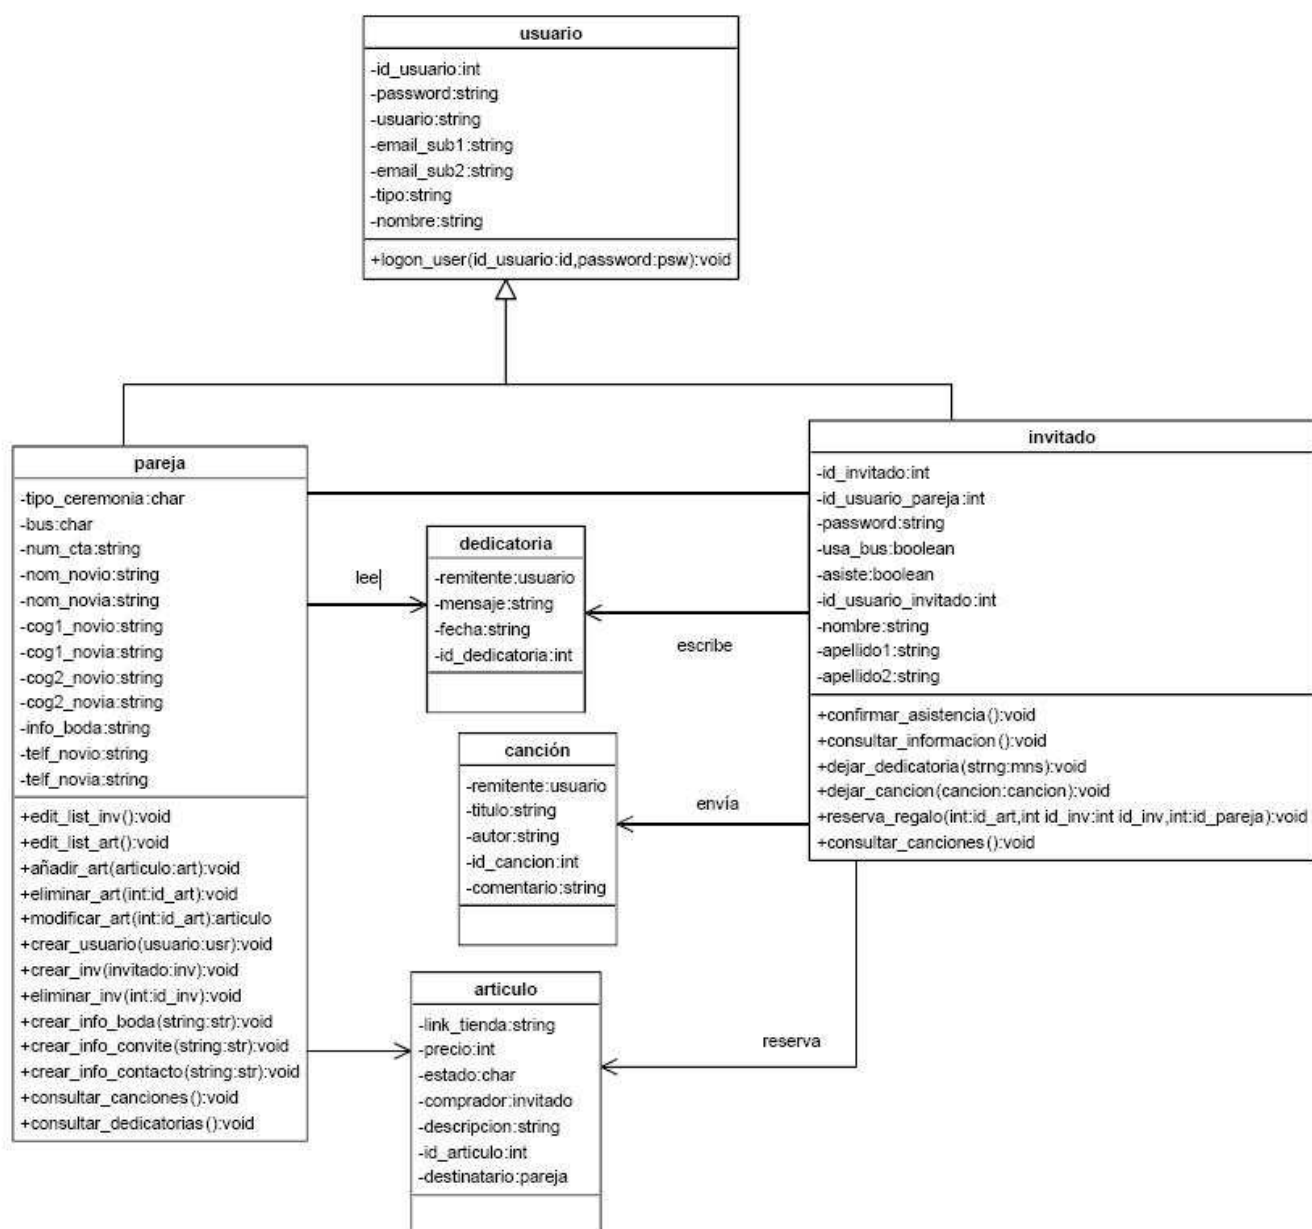 usuario
-id_usuario:int
-password:string
-usuario:string
-email_sub1:string
-email_sub2:string
-tipo:string
-nombre:string
+logon_user(id_usuario:id,password:psw):void
pareja
-tipo_ceremonia:char
-bus:char
-num_cta:string
-nom_novio:string
-nom_novia:string
-cog1_novio:string
-cog1_novia:string
-cog2_novio:string
-cog2_novia:string
-info_boda:string
-telf_novio:string
-telf_novia:string
+edit_list_inv():void
+edit_list_art():void
+añadir_art(articulo:art):void
+eliminar_art(int:id_art):void
+modificar_art(int:id_art):articulo
+crear_usuario(usuario:usr):void
+crear_inv(invitado:inv):void
+eliminar_inv(int:id_inv):void
+crear_info_boda(string:str):void
+crear_info_convite(string:str):void
+crear_info_contacto(string:str):void
+consultar_canciones():void
+consultar_dedicatorias():void
lee
dedicatoria
-remitente:usuario
-mensaje:string
-fecha:string
-id_dedicatoria:int
escribe
canción
-remitente:usuario
-titulo:string
-autor:string
-id_cancion:int
-comentario:string
envía
articulo
-link_tienda:string
-precio:int
-estado:char
-comprador:invitado
-descripcion:string
-id_articulo:int
-destinatario:pareja
reserva
invitado
-id_invitado:int
-id_usuario_pareja:int
-password:string
-usa_bus:boolean
-asiste:boolean
-id_usuario_invitado:int
-nombre:string
-apellido1:string
-apellido2:string
+confirmar_asistencia():void
+consultar_informacion():void
+dejar_dedicatoria(strng:mns):void
+dejar_cancion(cancion:cancion):void
+reserva_regalo(int:id_art,int id_inv:int id_inv,int:id_pareja):void
+consultar_canciones():void